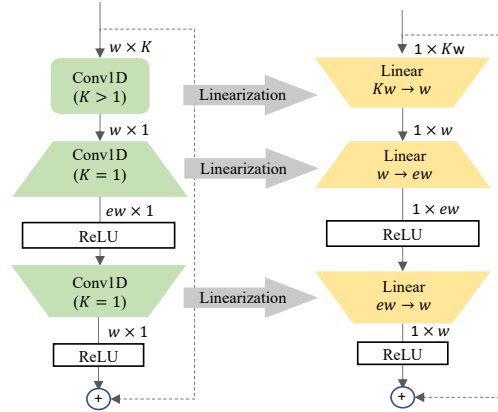 w × K
1 × Kw
Conv1D
(K > 1)
Linearization
Linear
Kw → w
w × 1
1 × w
Conv1D
(K = 1)
Linearization
Linear
w → ew
ew × 1
1 × ew
ReLU
ReLU
Conv1D
(K = 1)
Linearization
Linear
ew → w
w × 1
1 × w
ReLU
ReLU
+
+